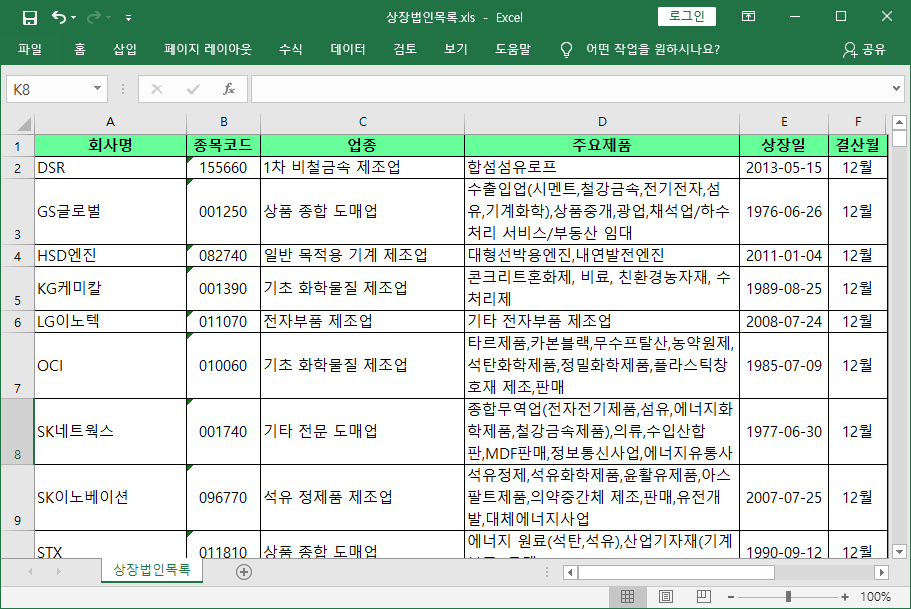 상장법인목록.xls - Excel
로그인
파일 홈 삽입 페이지 레이아웃 수식 데이터 검토 보기 도움말 어떤 작업을 원하시나요? 공유
K8 fx
A B C D E F
1 회사명 종목코드 업종 주요제품 상장일 결산월
2 DSR 155660 1차 비철금속 제조업 합섬섬유로프 2013-05-15 12월
수출입업(시멘트,철강금속,전기전자,섬
3 GS글로벌 001250 상품 종합 도매업 유,기계화학),상품중개,광업,채석업/하수 1976-06-26 12월
처리 서비스/부동산 임대
4 HSD엔진 082740 일반 목적용 기계 제조업 대형선박용엔진,내연발전엔진 2011-01-04 12월
5 KG케미칼 001390 기초 화학물질 제조업 콘크리트혼화제, 비료, 친환경농자재, 수 1989-08-25 12월
처리제
6 LG이노텍 011070 전자부품 제조업 기타 전자부품 제조업 2008-07-24 12월
타르제품,카본블랙,무수프탈산,농약원제,
7 OCI 010060 기초 화학물질 제조업 석탄화학제품,정밀화학제품,플라스틱창 1985-07-09 12월
호재 제조,판매
종합무역업(전자전기제품,섬유,에너지화
8 SK네트웍스 001740 기타 전문 도매업 학제품,철강금속제품),의류,수입산합 1977-06-30 12월
판,MDF판매,정보통신사업,에너지유통사
석유정제,석유화학제품,윤활유제품,아스
9 SK이노베이션 096770 석유 정제품 제조업 팔트제품,의약중간체 제조,판매,유전개 2007-07-25 12월
발,대체에너지사업
STX 011810 상품 종합 도매업 에너지 원료(석탄,석유),산업기자재(기계 1990-09-12 12월
상장법인목록
100%